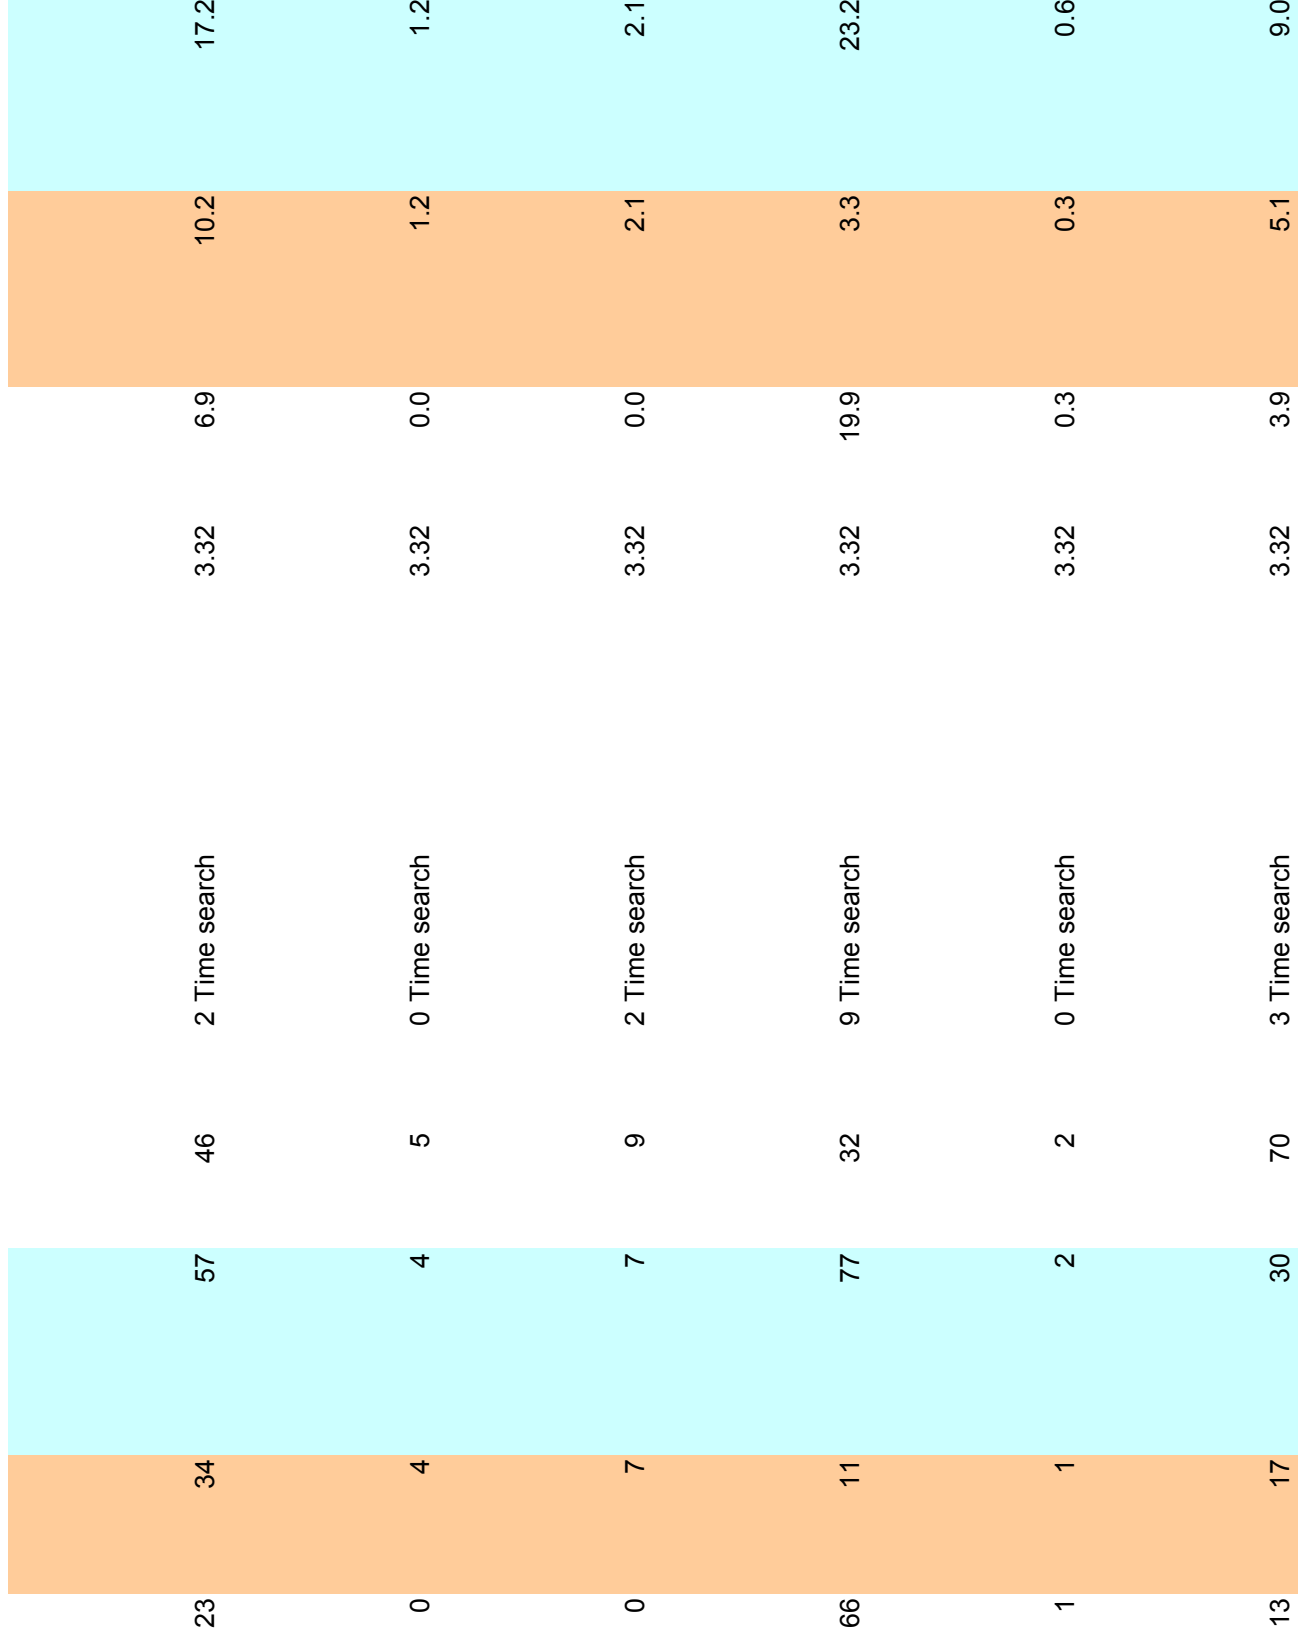 23 34 57 46 2 Time search 3.32 6.9 10.2 17.2
0 4 4 5 0 Time search 3.32 0.0 1.2 1.2
0 7 7 9 2 Time search 3.32 0.0 2.1 2.1
66 11 77 32 9 Time search 3.32 19.9 3.3 23.2
1 1 2 2 0 Time search 3.32 0.3 0.3 0.6
13 17 30 70 3 Time search 3.32 3.9 5.1 9.0